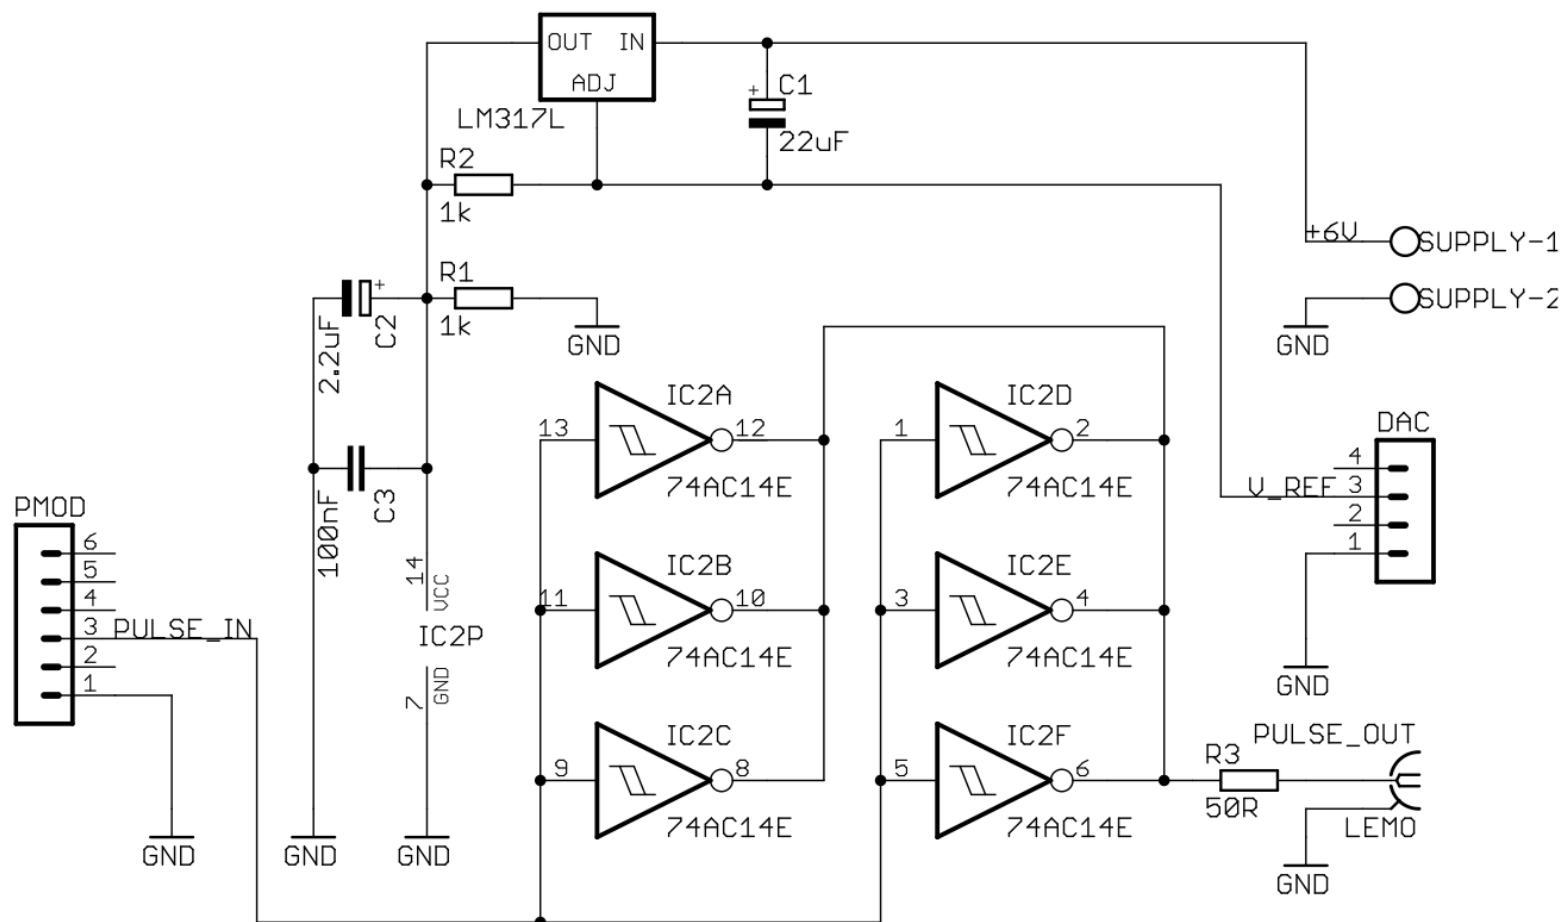 OUT IN
ADJ
LM317L
C1
22uF
R2
1k
+6V
SUPPLY-1
R1
1k
SUPPLY-2
GND
GND
2.2uF
C2
IC2A
13
12
74AC14E
IC2D
1
2
74AC14E
DAC
4
V_REF 3
2
1
GND
100nF
C3
PMOD
6
5
4
3 PULSE_IN
2
1
GND
14
VCC
IC2P
GND
7
IC2B
11
10
74AC14E
IC2E
3
4
74AC14E
IC2C
9
8
74AC14E
IC2F
5
6
74AC14E
PULSE_OUT
R3
50R
LEMO
GND
GND
GND